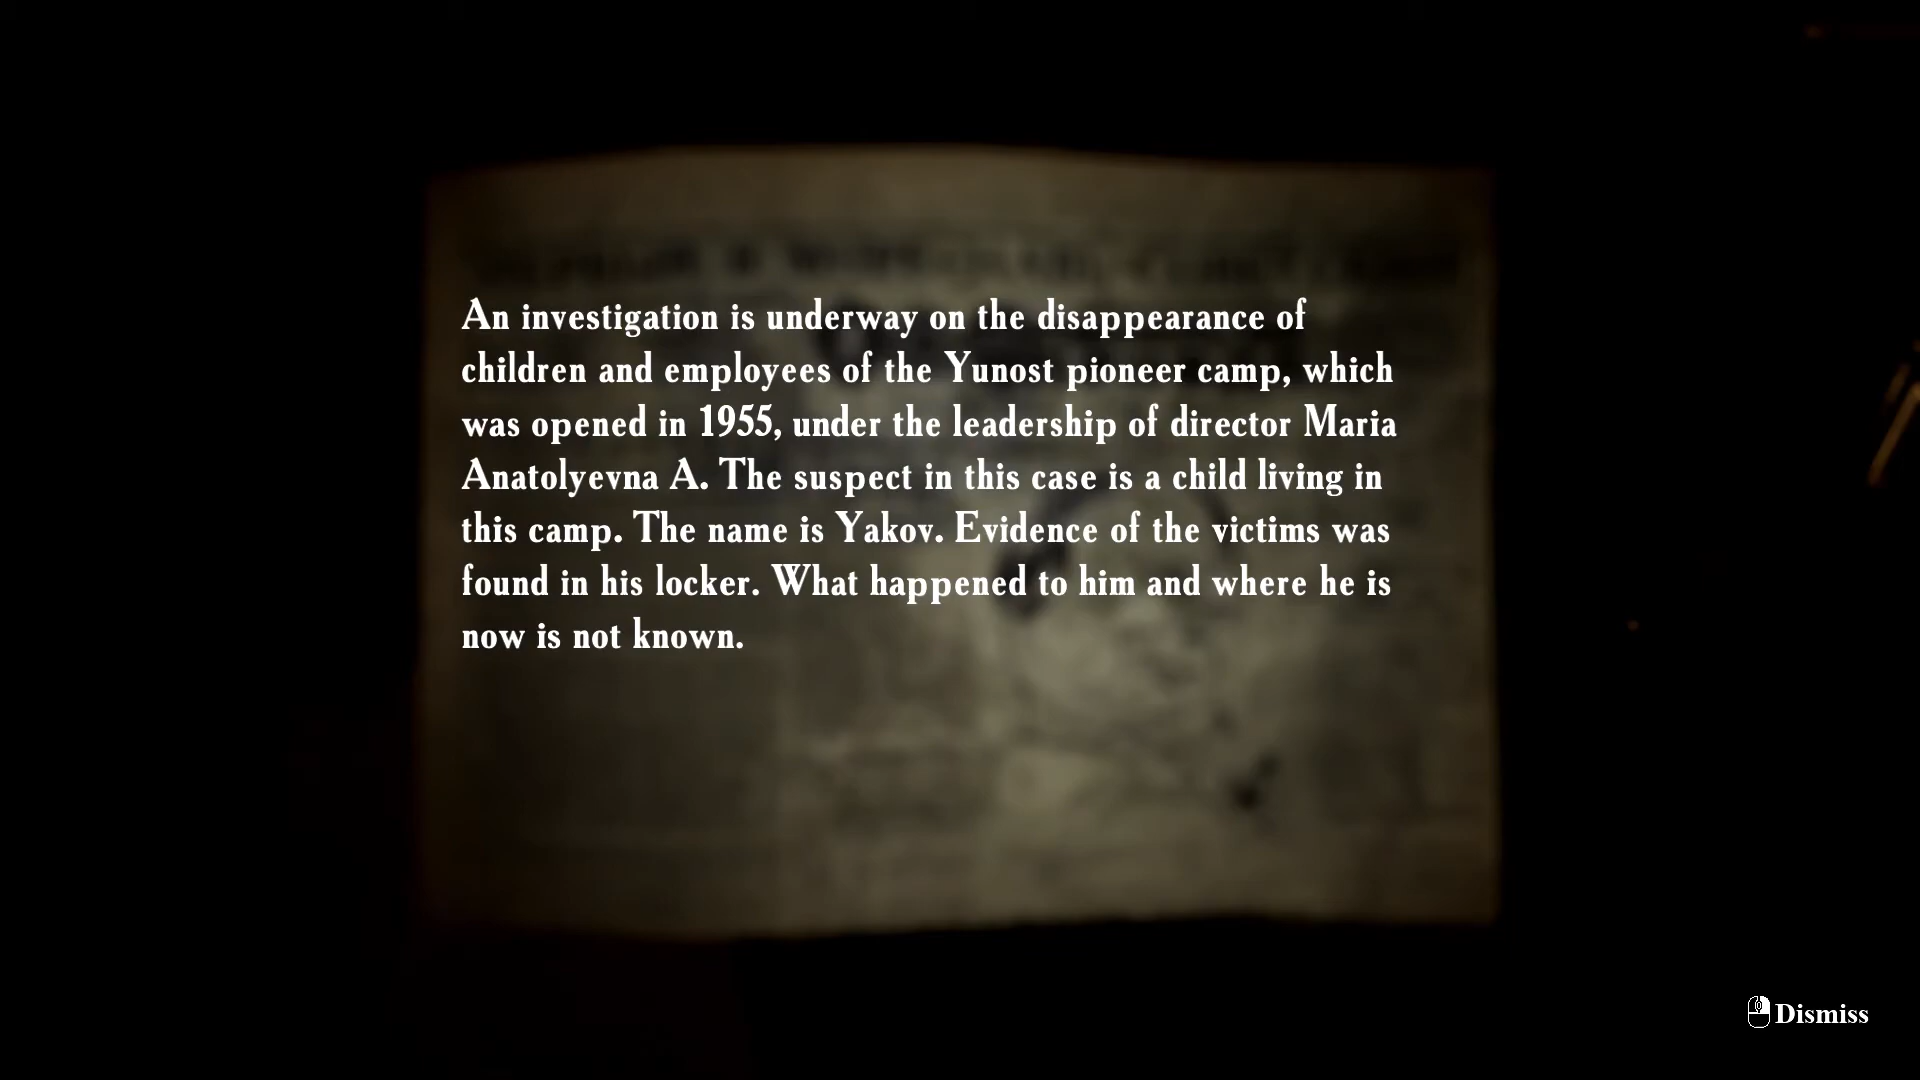 An investigation is underway on the disappearance of
children and employees of the Yunost pioneer camp, which
was opened in 1955, under the leadership of director Maria
Anatolyevna A. The suspect in this case is a child living in
this camp. The name is Yakov. Evidence of the victims was
found in his locker. What happened to him and where he is
now is not known.
Dismiss